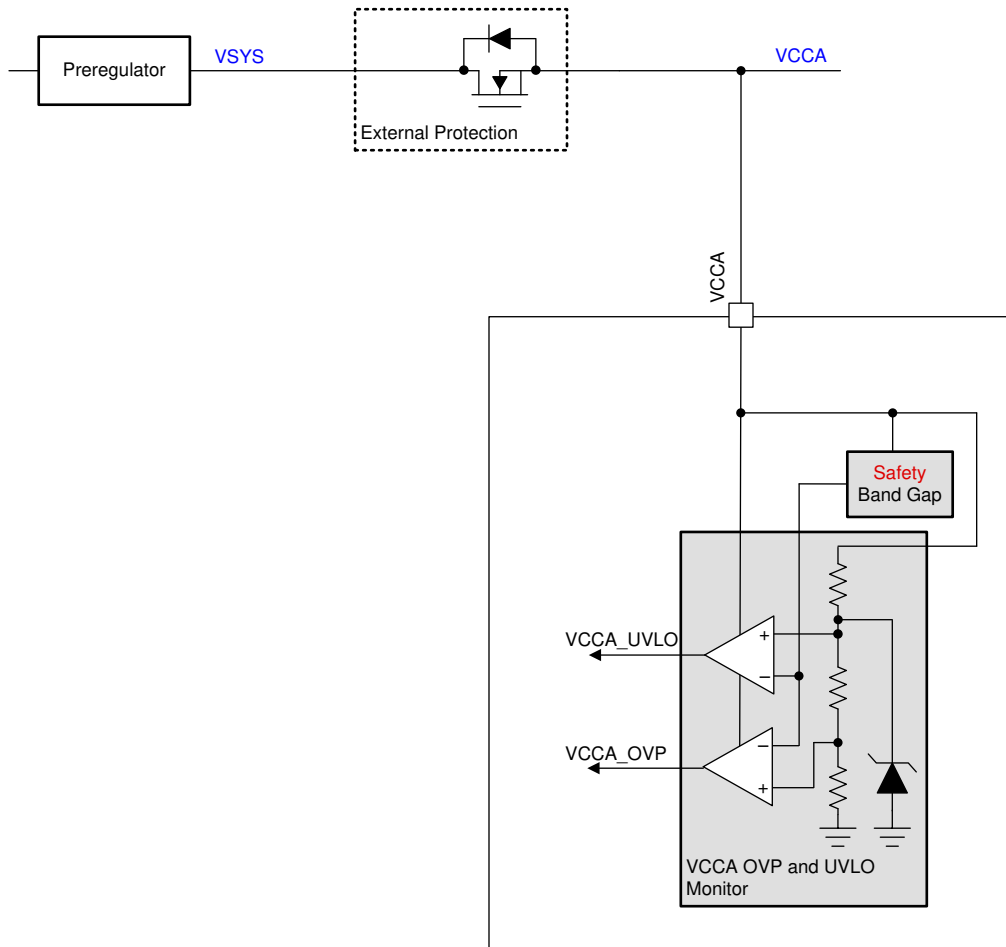 Preregulator
VSYS
VCCA
External Protection
VCCA
Safety
Band Gap
VCCA_UVLO
+
−
VCCA_OVP
−
+
VCCA OVP and UVLO
Monitor